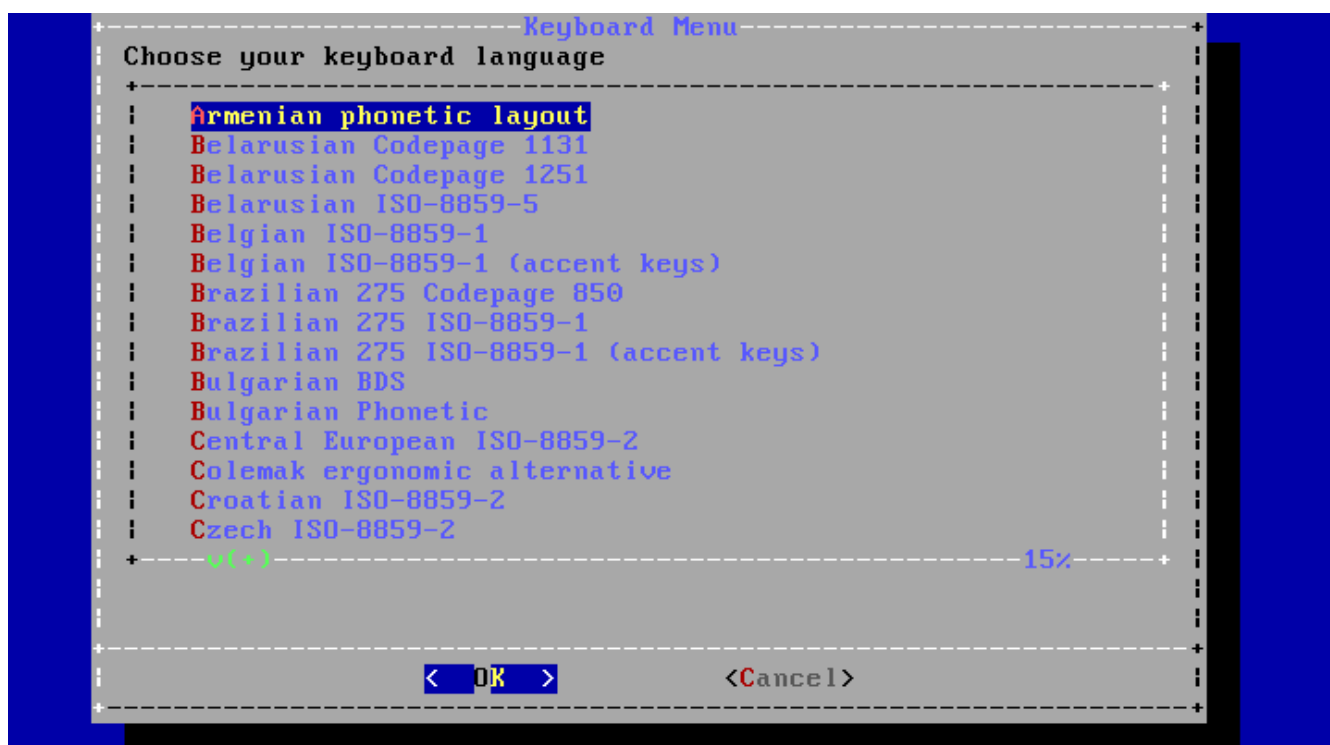 Keyboard Menu
Choose your keyboard language
Armenian phonetic layout
Belarusian Codepage 1131
Belarusian Codepage 1251
Belarusian ISO-8859-5
Belgian ISO-8859-1
Belgian ISO-8859-1 (accent keys)
Brazilian 275 Codepage 850
Brazilian 275 ISO-8859-1
Brazilian 275 ISO-8859-1 (accent keys)
Bulgarian BDS
Bulgarian Phonetic
Central European ISO-8859-2
Colemak ergonomic alternative
Croatian ISO-8859-2
Czech ISO-8859-2
v(+) 15%
< OK > <Cancel>